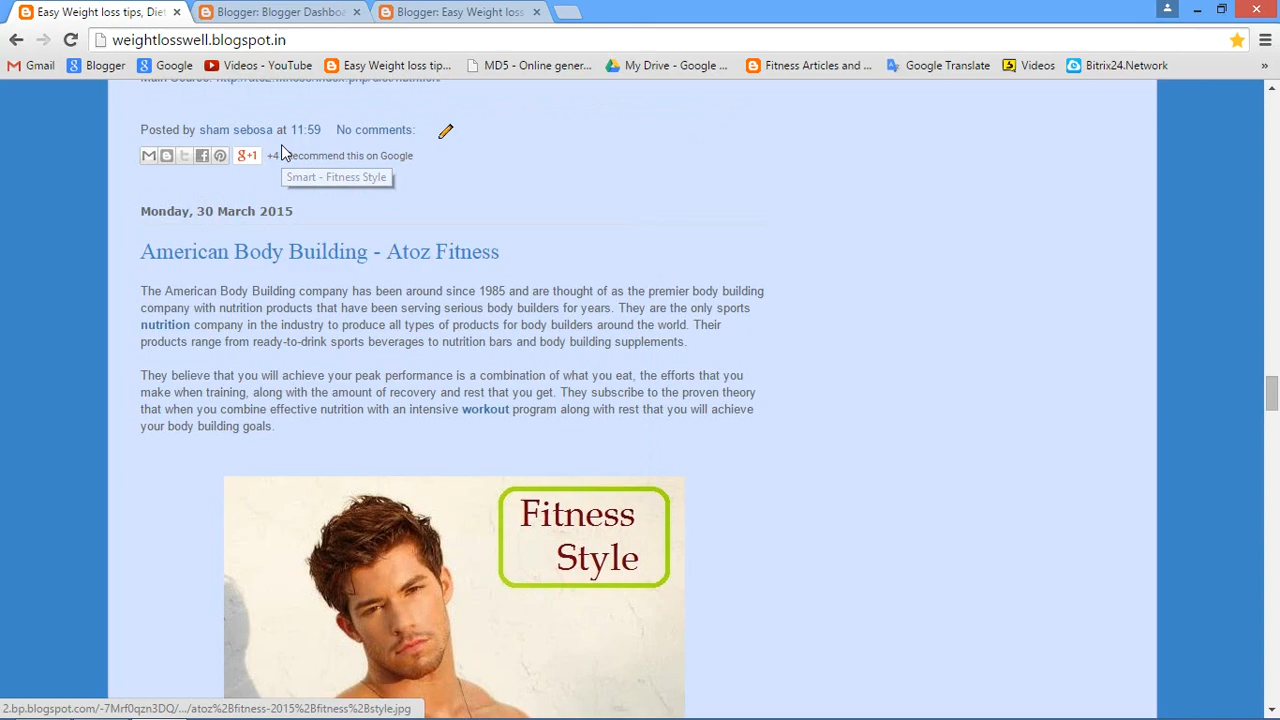 Easy Weight loss tips, Die
Blogger: Blogger Dashboa
Blogger: Easy Weight loss
weightlosswell.blogspot.in
Gmail
Blogger
Google
Videos - YouTube
Easy Weight loss tip...
MD5 - Online gener...
My Drive - Google ...
Fitness Articles and ...
Google Translate
Videos
Bitrix24.Network
»
Posted by sham sebosa at 11:59 No comments:
g+1 +4 ecommend this on Google
Smart - Fitness Style
Monday, 30 March 2015
American Body Building - Atoz Fitness
The American Body Building company has been around since 1985 and are thought of as the premier body building
company with nutrition products that have been serving serious body builders for years. They are the only sports
nutrition company in the industry to produce all types of products for body builders around the world. Their
products range from ready-to-drink sports beverages to nutrition bars and body building supplements.
They believe that you will achieve your peak performance is a combination of what you eat, the efforts that you
make when training, along with the amount of recovery and rest that you get. They subscribe to the proven theory
that when you combine effective nutrition with an intensive workout program along with rest that you will achieve
your body building goals.
Fitness
Style
2.bp.blogspot.com/-7Mrf0qzn3DQ/.../atoz%2Bfitness-2015%2Bfitness%2Bstyle.jpg